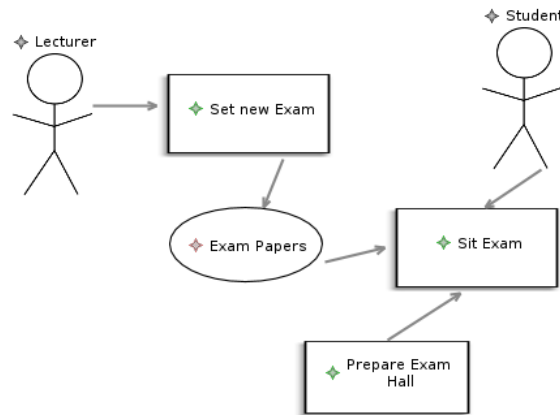 Student
Lecturer
Set new Exam
Exam Papers
Sit Exam
Prepare Exam
Hall